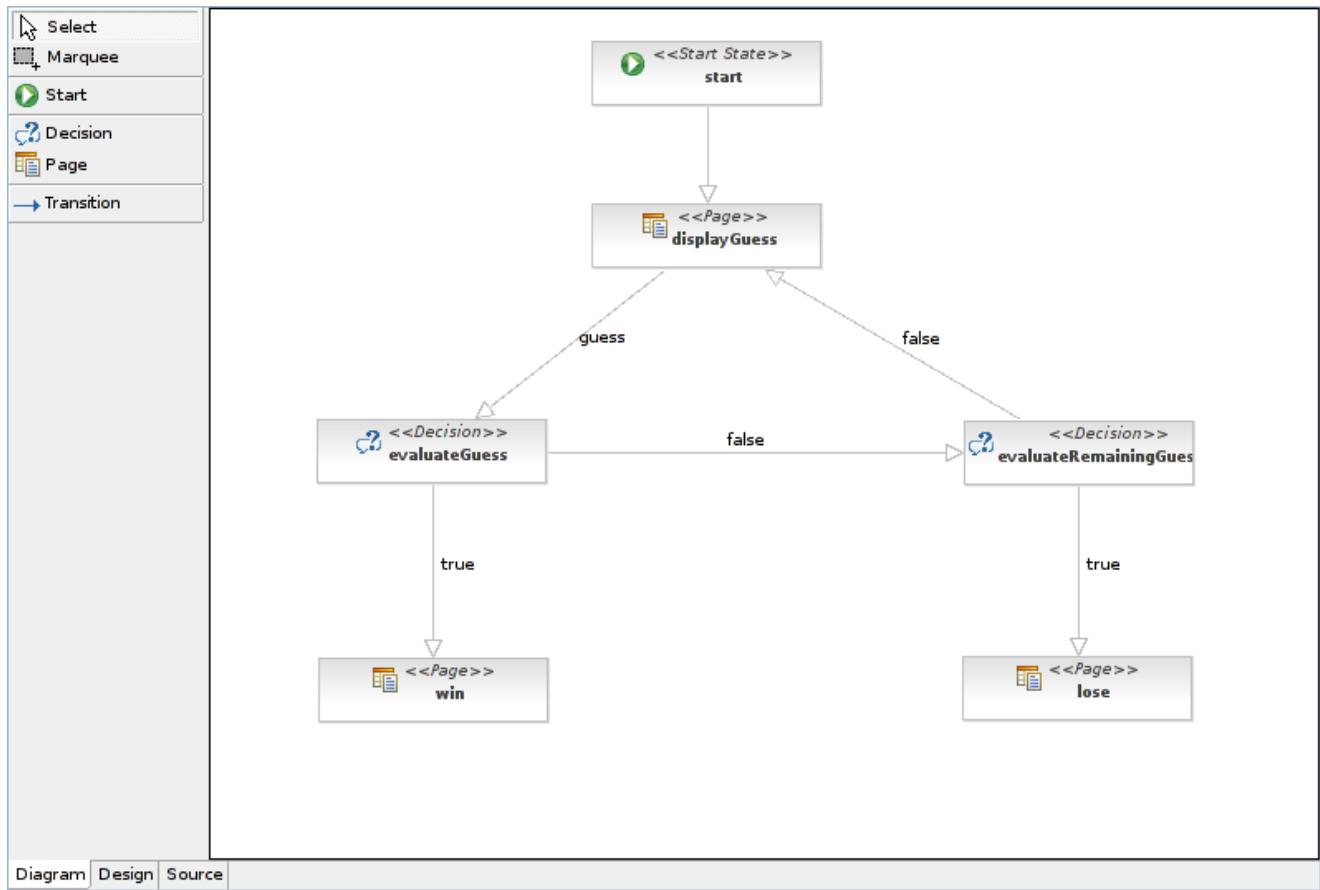 Select
Marquee
Start
Decision
Page
Transition
<<Start State>>
start
<<Page>>
displayGuess
guess
false
<<Decision>>
evaluateGuess
false
<<Decision>>
evaluateRemainingGues
true
true
<<Page>>
win
<<Page>>
lose
Diagram Design Source